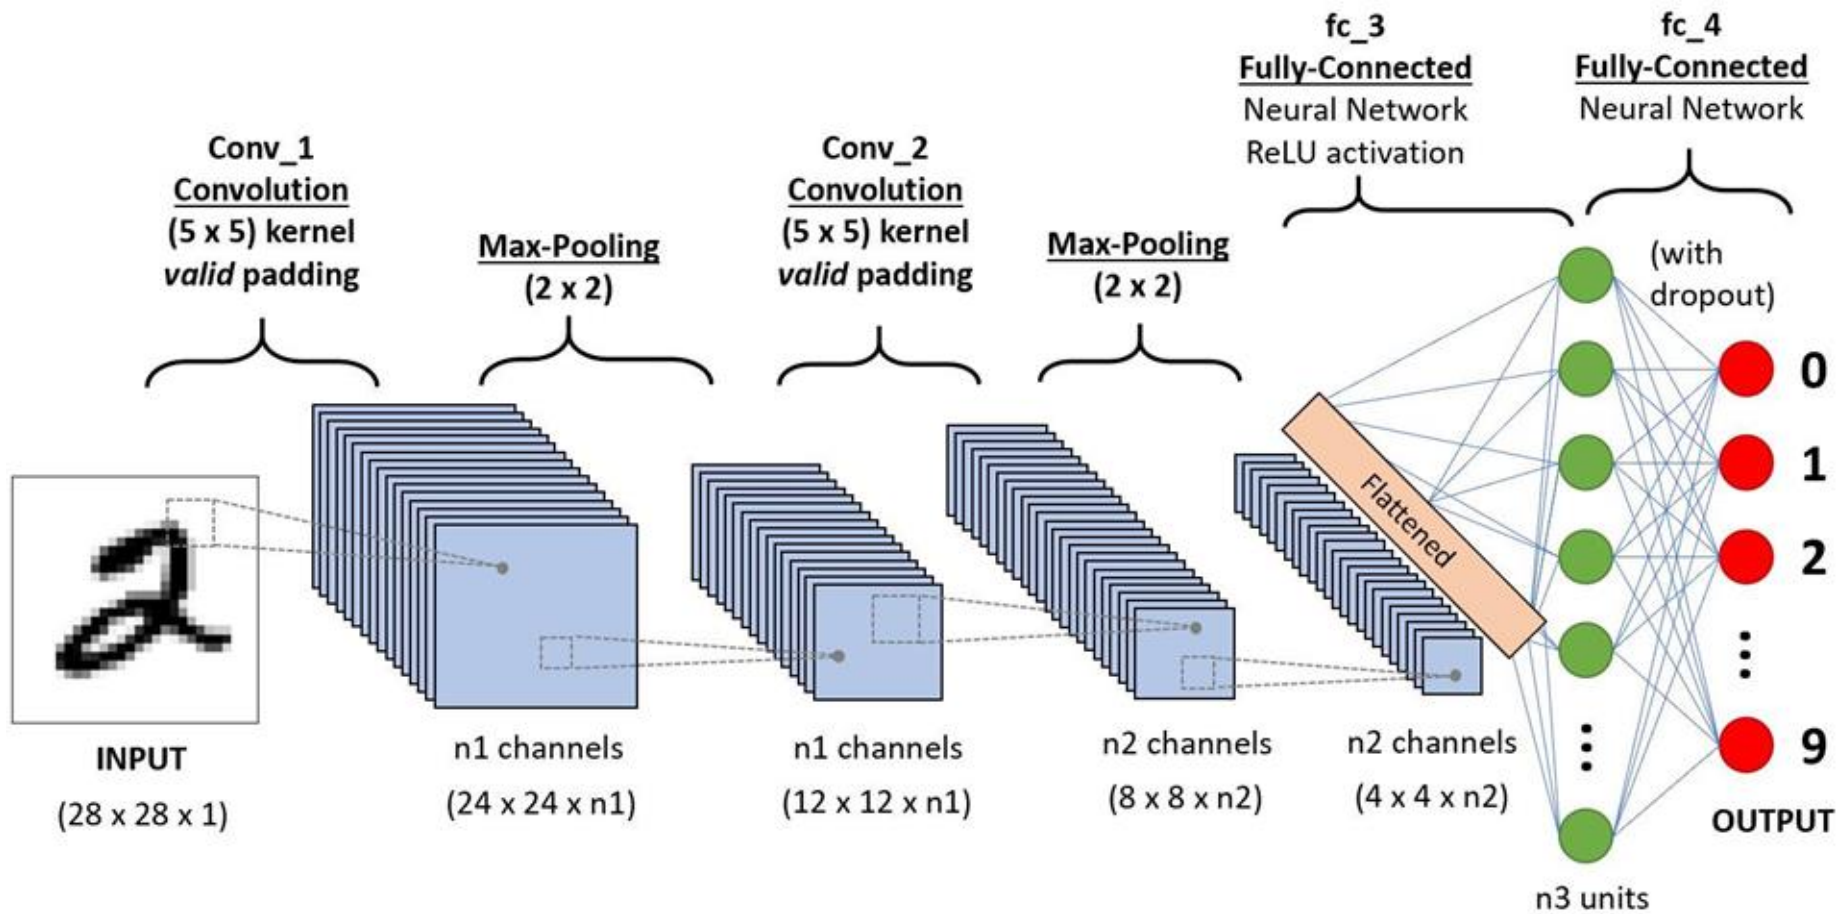 Conv_1
Convolution
(5 x 5) kernel
valid padding
Max-Pooling
(2 x 2)
Conv_2
Convolution
(5 x 5) kernel
valid padding
Max-Pooling
(2 x 2)
fc_3
Fully-Connected
Neural Network
ReLU activation
fc_4
Fully-Connected
Neural Network
(with
dropout)
2
Flattened
0
1
2
9
INPUT
(28 x 28 x 1)
n1 channels
(24 x 24 x n1)
n1 channels
(12 x 12 x n1)
n2 channels
(8 x 8 x n2)
n2 channels
(4 x 4 x n2)
n3 units
OUTPUT